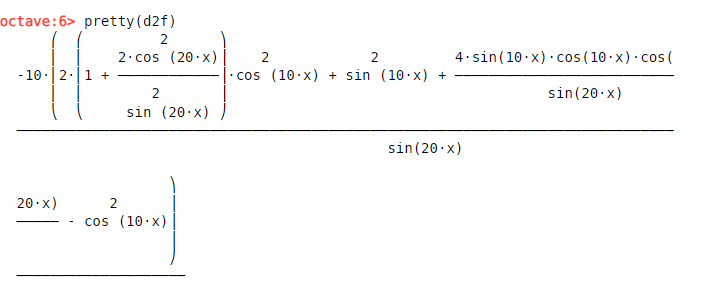 octave:6> pretty(d2f)
⎛  ⎛         2      ⎞
⎜  ⎜    2⋅cos (20⋅x)⎟    2            2         4⋅sin(10⋅x)⋅cos(10⋅x)⋅cos(
-10⋅⎜2⋅⎜1 + ────────────⎟⋅cos (10⋅x) + sin (10⋅x) + ──────────────────────────
⎜  ⎜        2       ⎟                                      sin(20⋅x)
⎝  ⎝     sin (20⋅x) ⎠
──────────────────────────────────────────────────────────────────────────────
sin(20⋅x)
⎞
20⋅x)      2       ⎟
───── - cos (10⋅x)⎟
⎟
⎠
────────────────────